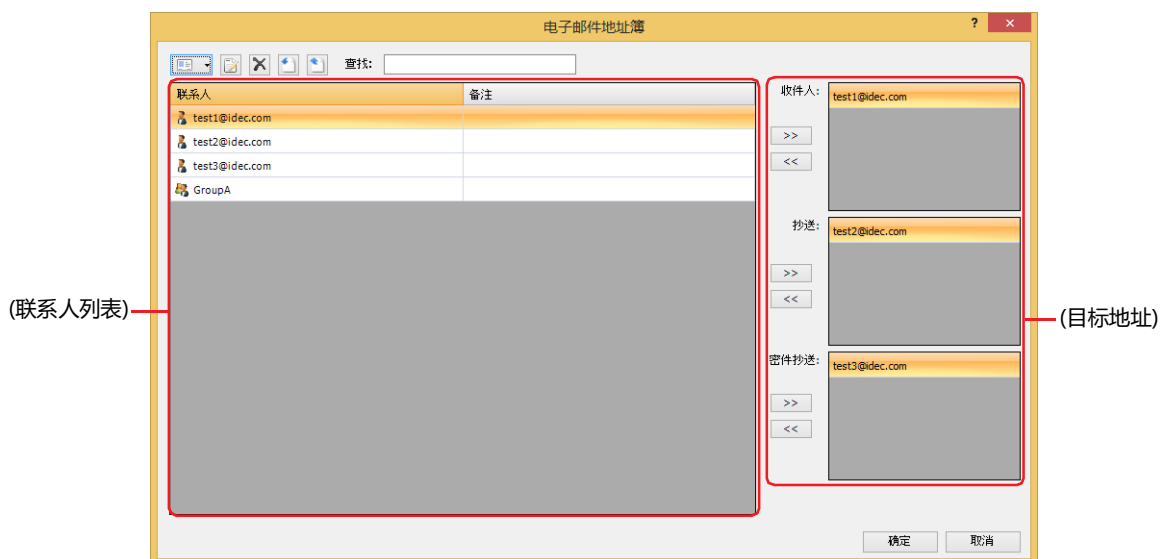 电子邮件地址簿
?
×
查找:
联系人
备注
test1@idec.com
test2@idec.com
test3@idec.com
GroupA
收件人:
test1@idec.com
>>
<<
抄送:
test2@idec.com
>>
<<
密件抄送:
test3@idec.com
>>
<<
(联系人列表)
(目标地址)
确定
取消